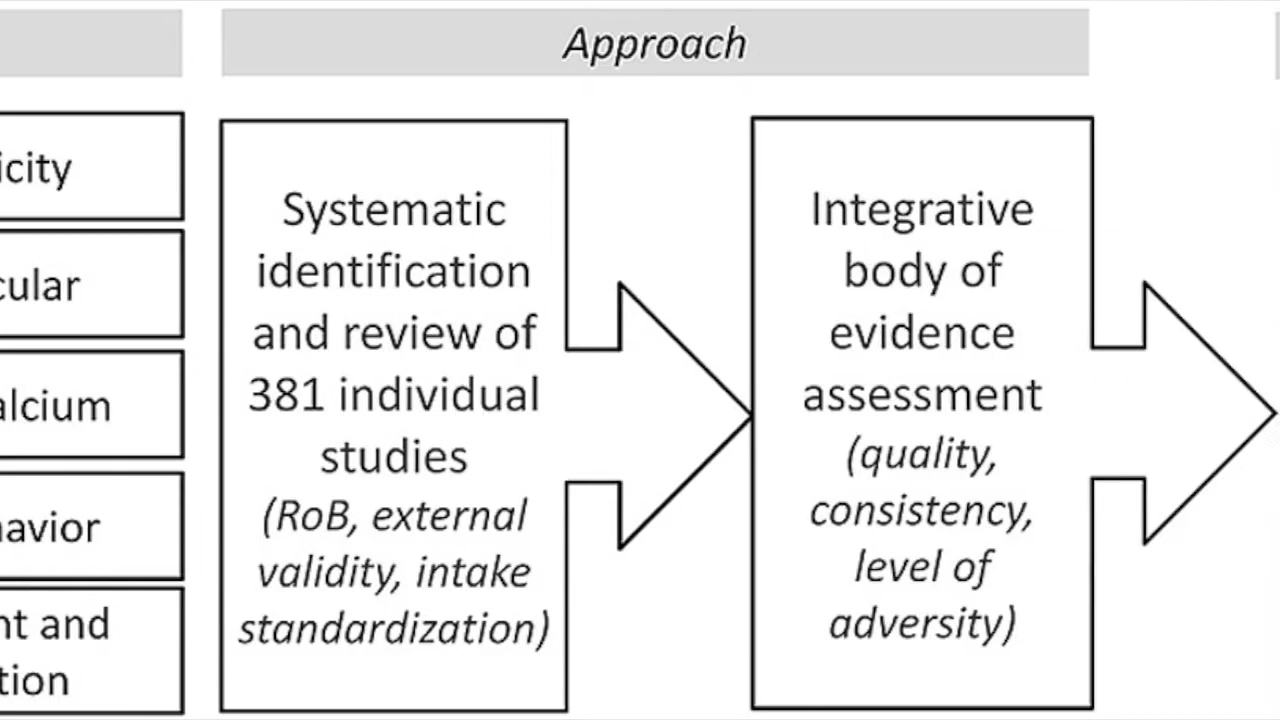 Approach
icity
cular
alcium
navior
nt and
tion
Systematic
identification
and review of
381 individual
studies
(RoB, external
validity, intake
standardization)
Integrative
body of
evidence
assessment
(quality,
consistency,
level of
adversity)